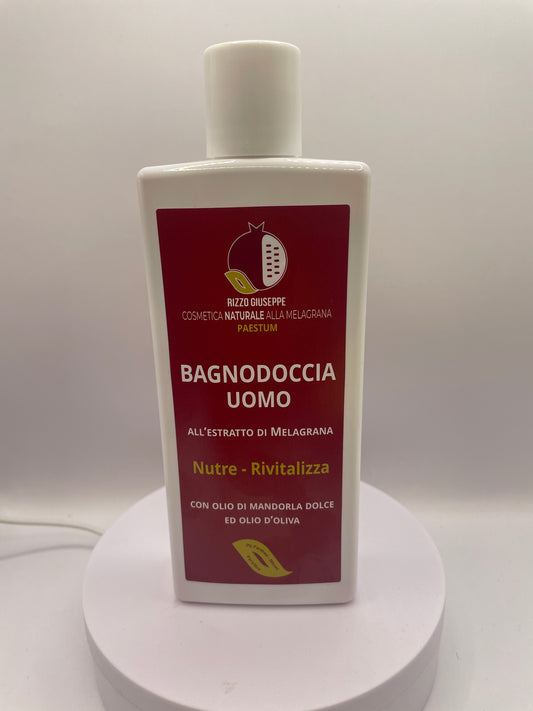 RIZZO GIUSEPPE
COSMETICA NATURALE ALLA MELAGRANA
PAESTUM
BAGNODOCCIA
UOMO
ALL'ESTRATTO DI MELAGRANA
Nutre - Rivitalizza
CON OLIO DI MANDORLA DOLCE
ED OLIO D'OLIVA